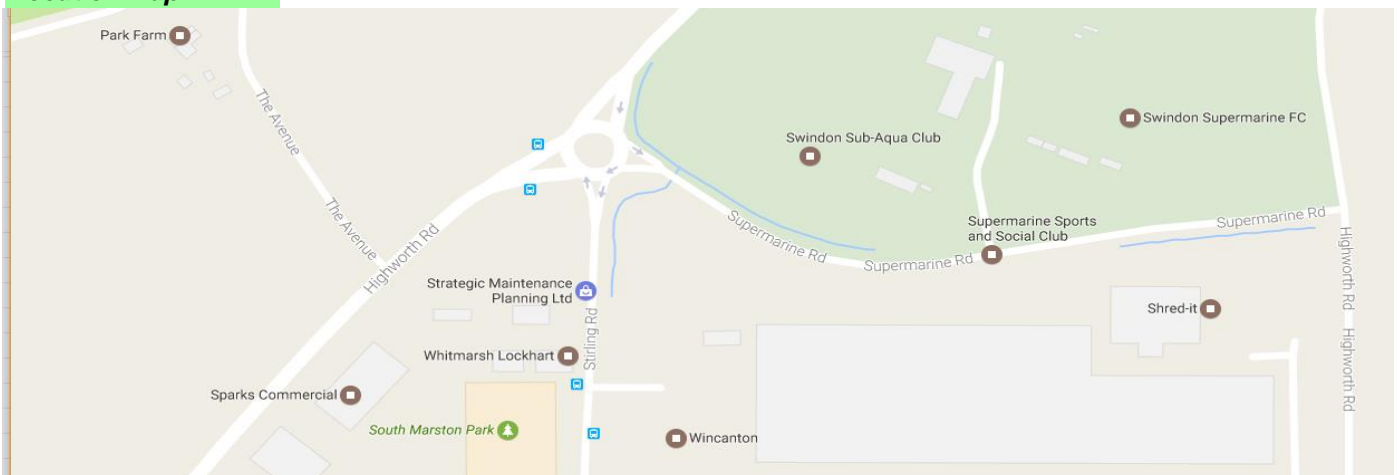 Park Farm
The Avenue
The Avenue
Highworth Rd
Swindon Sub-Aqua Club
Swindon Supermarine FC
Supermarine Rd
Supermarine Rd
Supermarine Sports
and Social Club
Supermarine Rd
Highworth Rd
Highworth Rd
Strategic Maintenance
Planning Ltd
Stirling Rd
Shred-it
Whitmarsh Lockhart
Sparks Commercial
South Marston Park
Wincanton